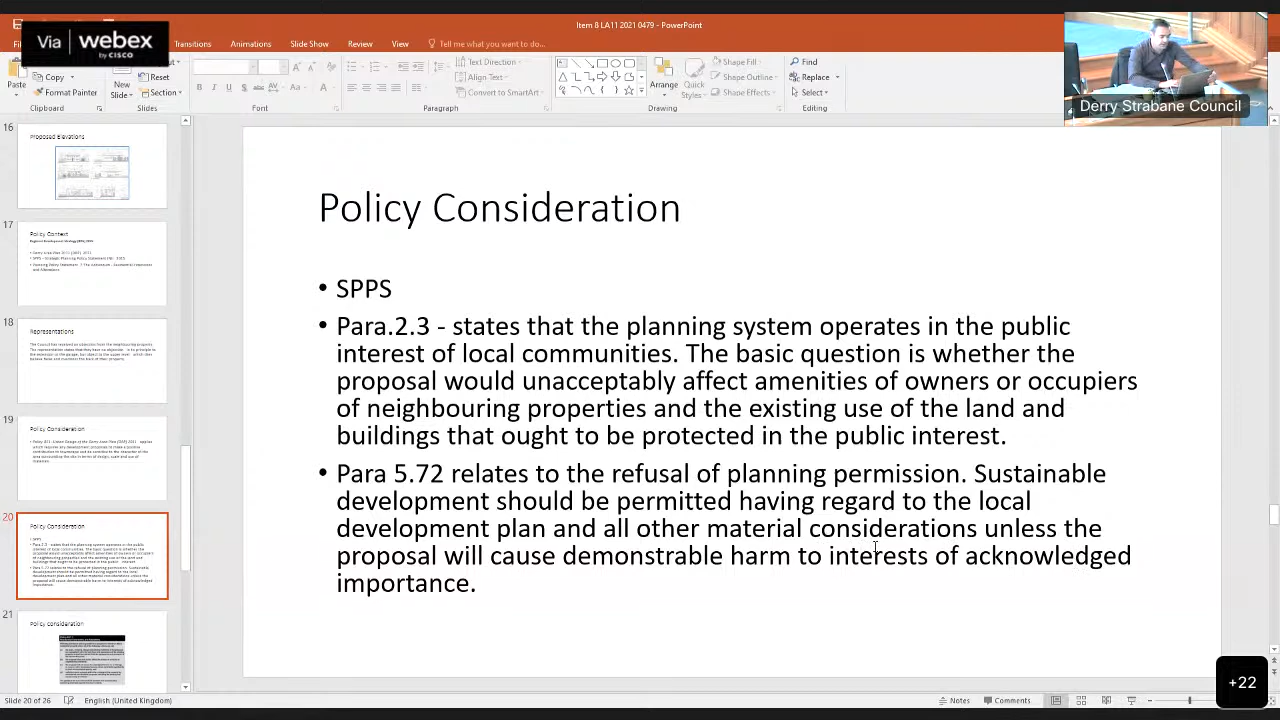 Item 8 LA11 2021 0479 - PowerPoint
Via webex
by CISCO
Transitions Animations Slide Show Review View Tell me what you want to do...
Derry Strabane Council
Paste Copy Format Painter
Clipboard
New Slide Section
Slides
Font
Text Direction
Align Text
Convert to SmartArt
Paragraph
Arrange Quick Styles
Shape Fill
Shape Outline
Shape Effects
Drawing
Find
Replace
Select
Editing
16
Proposed Elevations
17
Policy Context
18
Representations
19
Policy Consideration
20
Policy Consideration
21
Policy consideration
Policy Consideration
• SPPS
• Para.2.3 - states that the planning system operates in the public
interest of local communities. The basic question is whether the
proposal would unacceptably affect amenities of owners or occupiers
of neighbouring properties and the existing use of the land and
buildings that ought to be protected in the public interest.
• Para 5.72 relates to the refusal of planning permission. Sustainable
development should be permitted having regard to the local
development plan and all other material considerations unless the
proposal will cause demonstrable harm to interests of acknowledged
importance.
+22
Slide 20 of 26 English (United Kingdom) Notes Comments